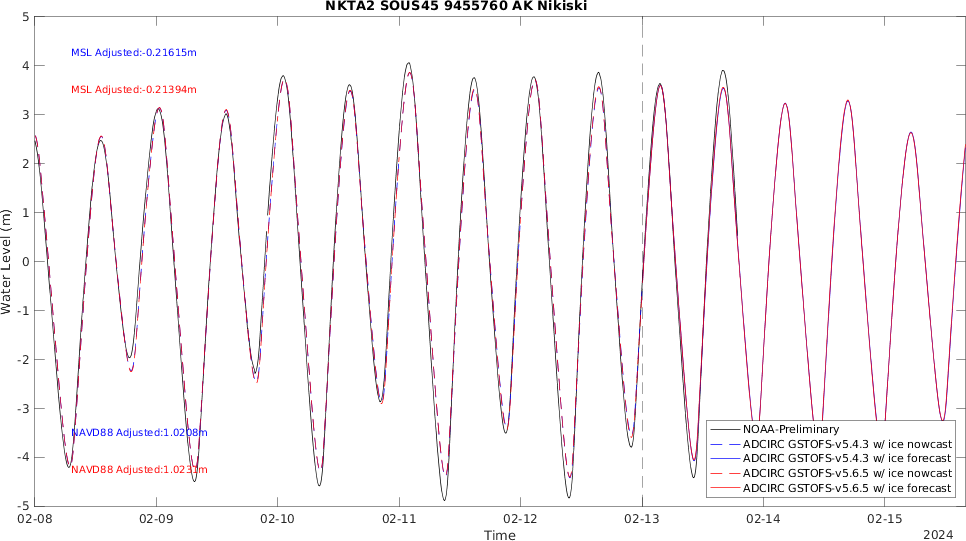 NKTA2 SOUS45 9455760 AK Nikiski
5
4
3
2
1
0
-1
-2
-3
-4
-5
Water Level (m)
MSL Adjusted:-0.21615m
MSL Adjusted:-0.21394m
NAVD88 Adjusted:1.0208m
NAVD88 Adjusted:1.0231m
NOAA-Preliminary
ADCIRC GSTOFS-v5.4.3 w/ ice nowcast
ADCIRC GSTOFS-v5.4.3 w/ ice forecast
ADCIRC GSTOFS-v5.6.5 w/ ice nowcast
ADCIRC GSTOFS-v5.6.5 w/ ice forecast
02-08 02-09 02-10 02-11 02-12 02-13 02-14 02-15
Time
2024